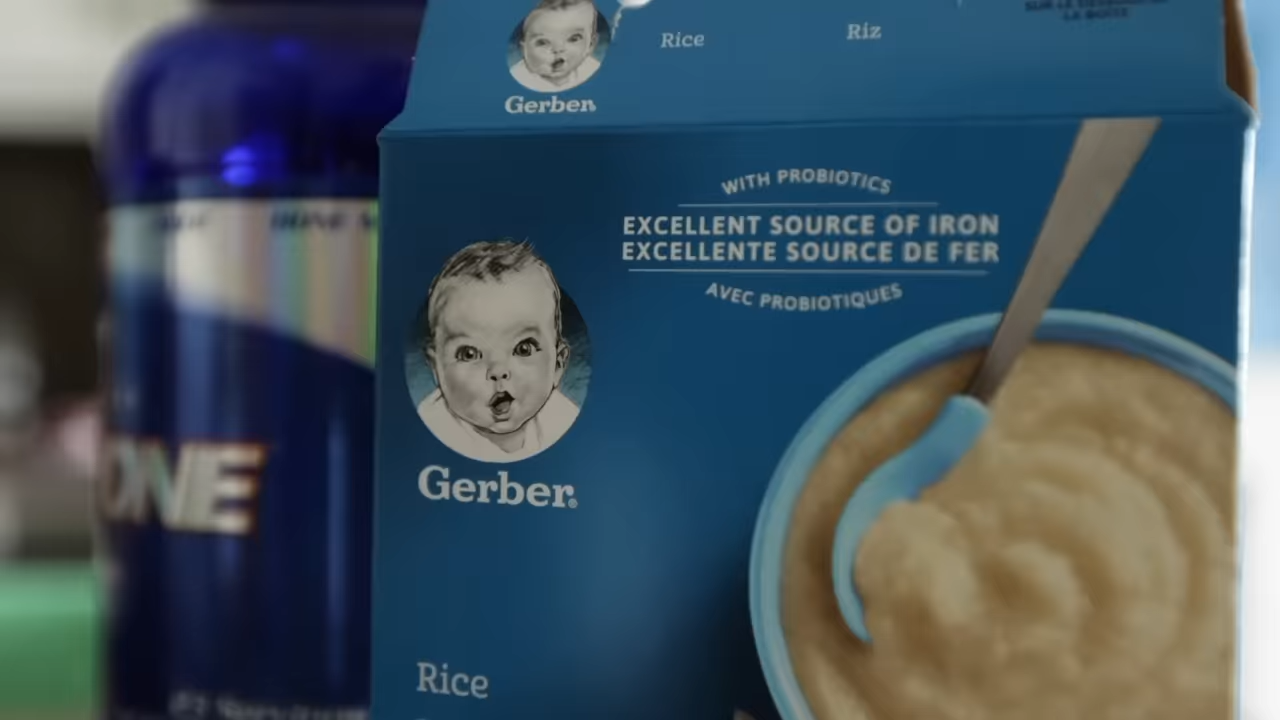 Rice
Riz
Gerber
WITH PROBIOTICS
EXCELLENT SOURCE OF IRON
EXCELLENTE SOURCE DE FER
AVEC PROBIOTIQUES
Gerber®
ONE
Rice